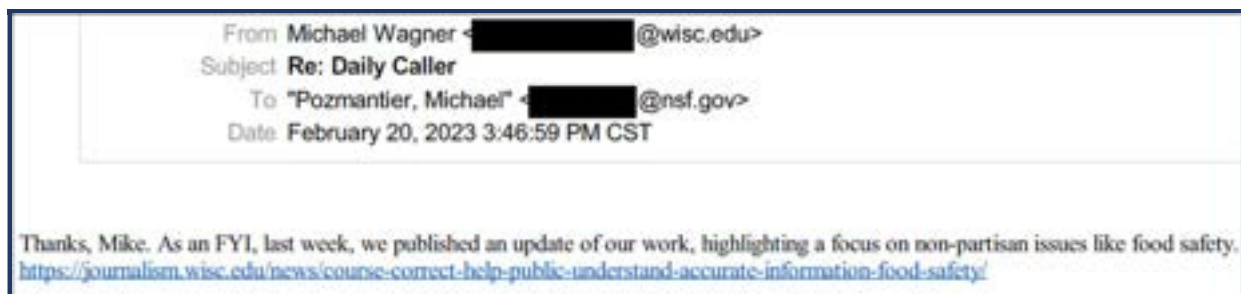 From Michael Wagner < @wisc.edu>
Subject Re: Daily Caller
To "Pozmantier, Michael" < @nsf.gov>
Date February 20, 2023 3:46:59 PM CST
Thanks, Mike. As an FYI, last week, we published an update of our work, highlighting a focus on non-partisan issues like food safety.
https://journalism.wisc.edu/news/course-correct-help-public-understand-accurate-information-food-safety/